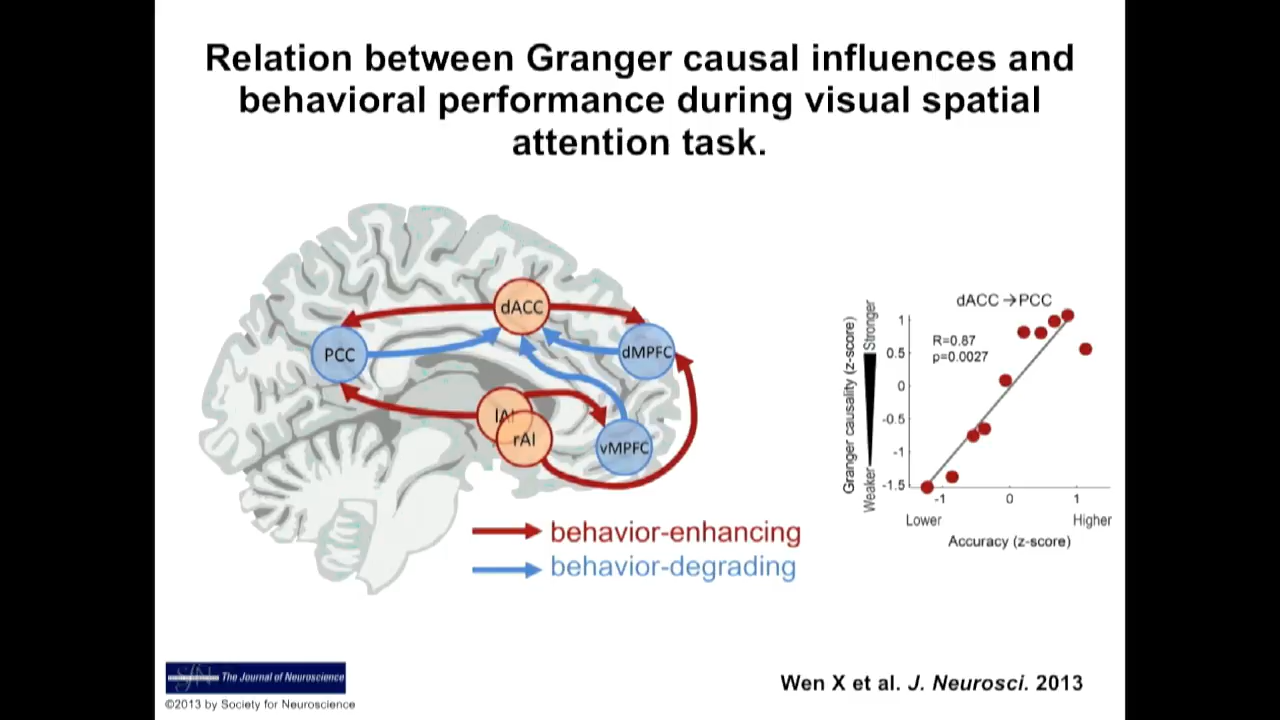 Relation between Granger causal influences and
behavioral performance during visual spatial
attention task.
dACC
PCC
dMPFC
lAI
rAI
vMPFC
behavior-enhancing
behavior-degrading
dACC→PCC
R=0.87
p=0.0027
Granger causality (z-score)
Weaker
Stronger
1
0.5
0
-0.5
-1
-1.5
-1
0
1
Lower
Higher
Accuracy (z-score)
SfN
The Journal of Neuroscience
©2013 by Society for Neuroscience
Wen X et al. J. Neurosci. 2013